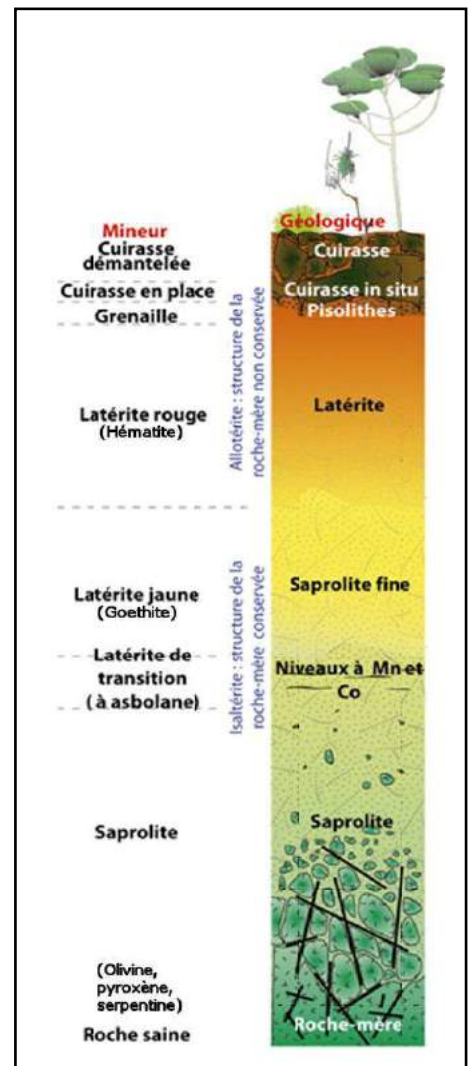 Mineur
Géologique
Cuirasse
démantelée
Cuirasse
Cuirasse en place
Cuirasse in situ
Grenaille
Pisolithes
Allotérite : structure de la
roche-mère non conservée
Latérite rouge
(Hématite)
Latérite
Latérite jaune
(Goethite)
Saprolite fine
Isaltérite : structure de la
roche-mère conservée
Latérite de
transition
(à asbolane)
Niveaux à Mn et
Co
Saprolite
Saprolite
(Olivine,
pyroxène,
serpentine)
Roche saine
Roche-mère